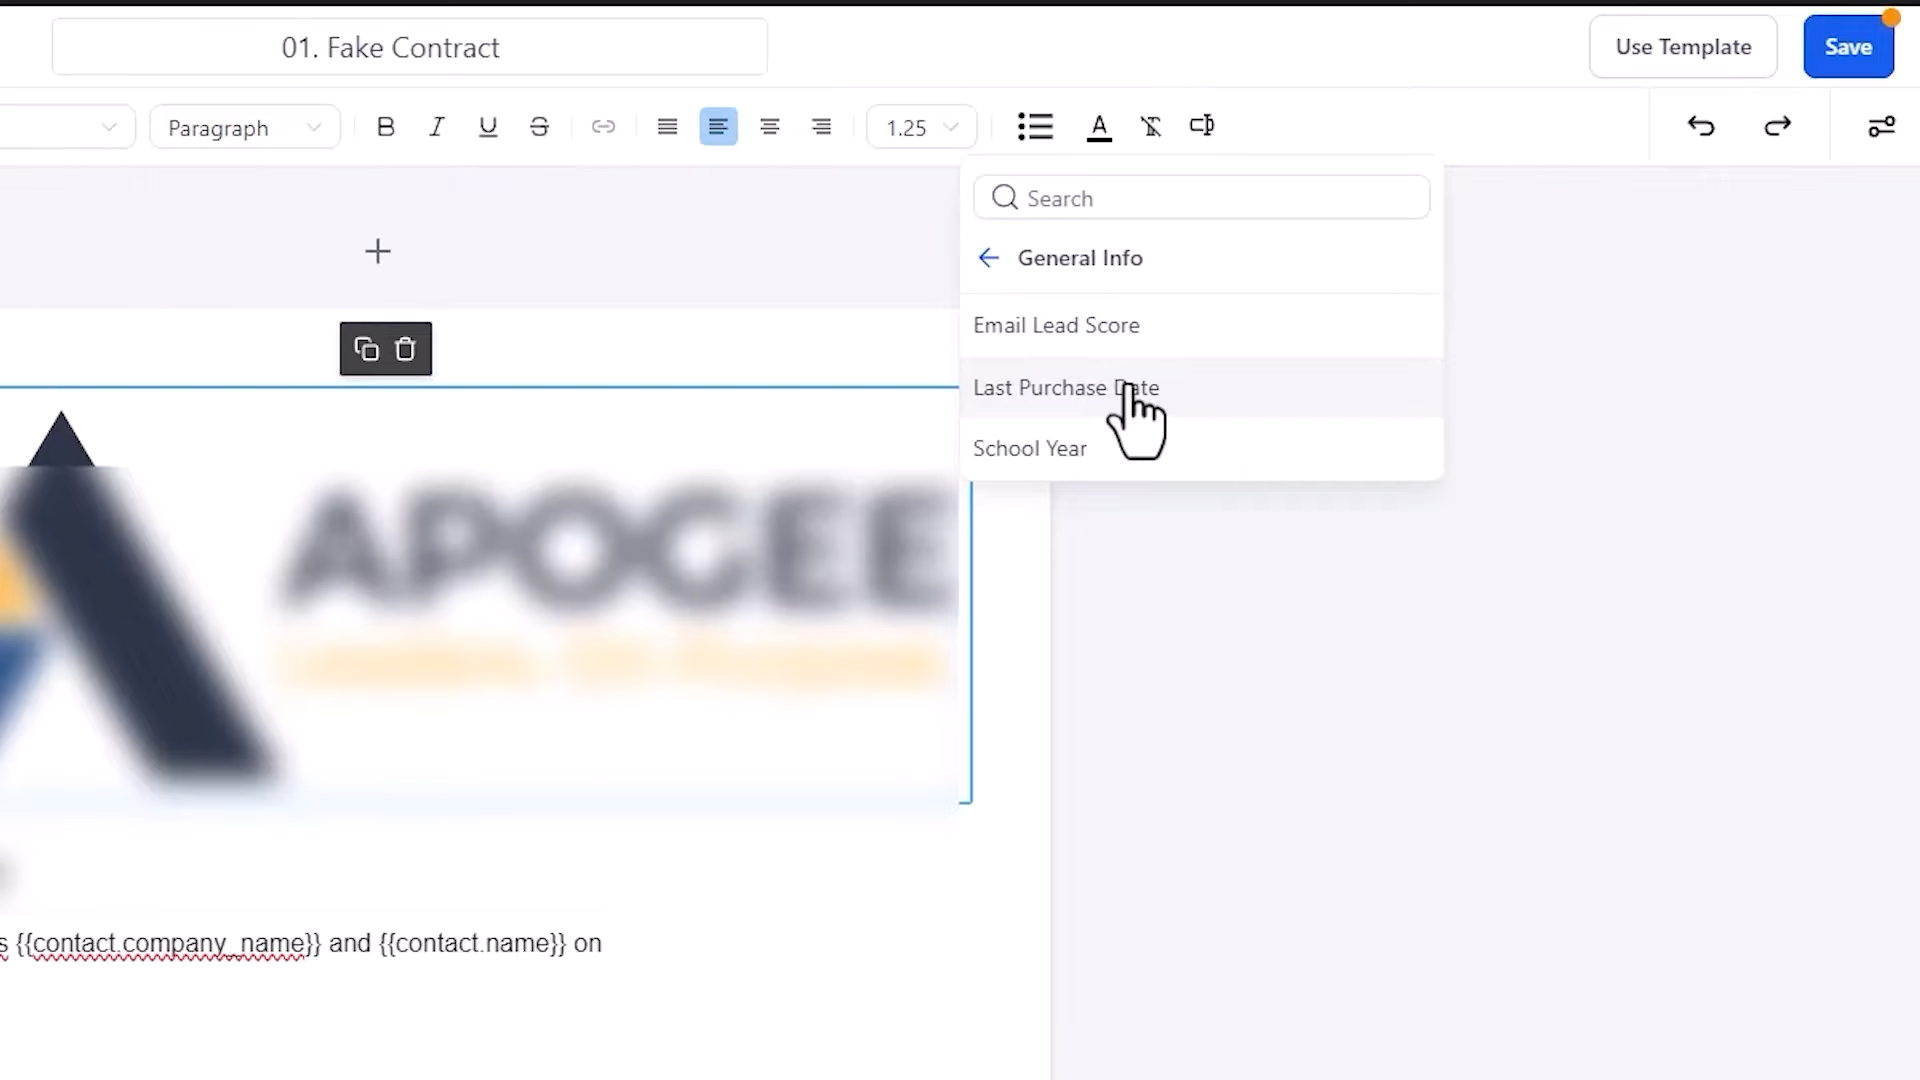 01. Fake Contract
Use Template
Save
Paragraph
B I U S
1.25
A
Search
General Info
Email Lead Score
Last Purchase Date
School Year
APOGEE
s {{contact.company_name}} and {{contact.name}} on